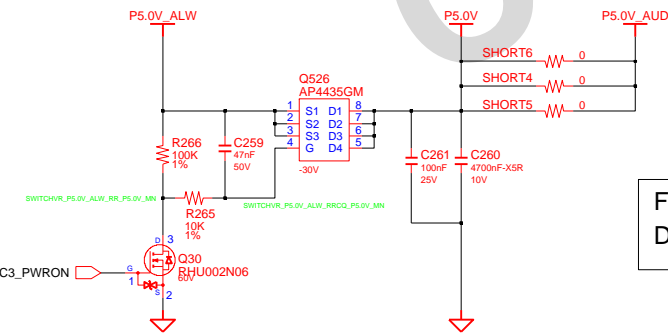 P5.0V_ALW
P5.0V
P5.0V_AUD
SHORT6
0
SHORT4
0
SHORT5
0
Q526
AP4435GM
1 S1 D1 8
2 S2 D2 7
3 S3 D3 6
4 G D4 5
-30V
R266
100K
1%
C259
47nF
50V
C261
100nF
25V
C260
4700nF-X5R
10V
SWITCHVR_P5.0V_ALW_RR_P5.0V_MN
R265
10K
1%
SWITCHVR_P5.0V_ALW_RRCQ_P5.0V_MN
D 3
Q30
RHU002N06
60V
C3_PWRON
G
1
S 2
F
D